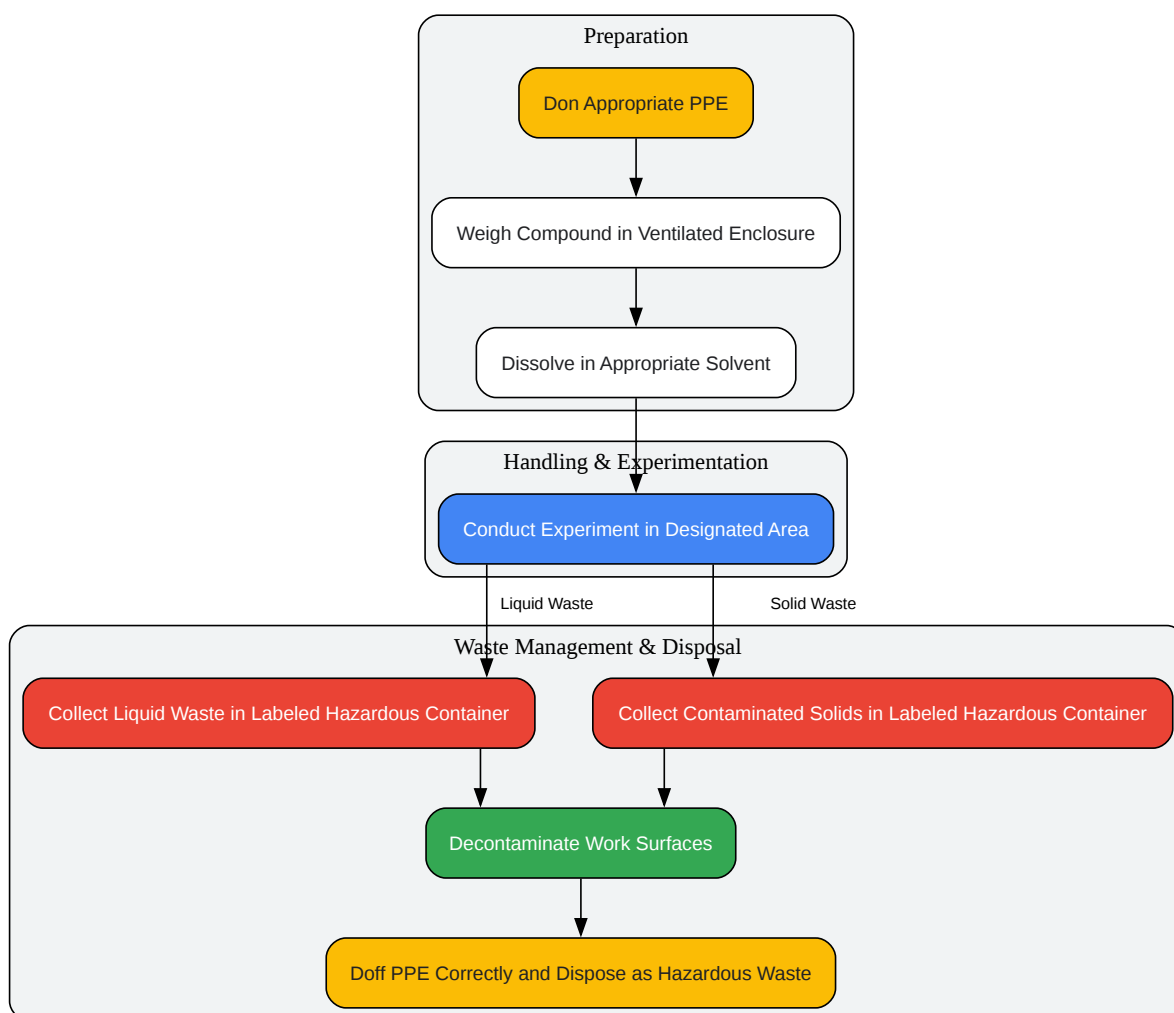 Preparation
Don Appropriate PPE
Weigh Compound in Ventilated Enclosure
Dissolve in Appropriate Solvent
Handling & Experimentation
Conduct Experiment in Designated Area
Liquid Waste
Solid Waste
Waste Management & Disposal
Collect Liquid Waste in Labeled Hazardous Container
Collect Contaminated Solids in Labeled Hazardous Container
Decontaminate Work Surfaces
Doff PPE Correctly and Dispose as Hazardous Waste